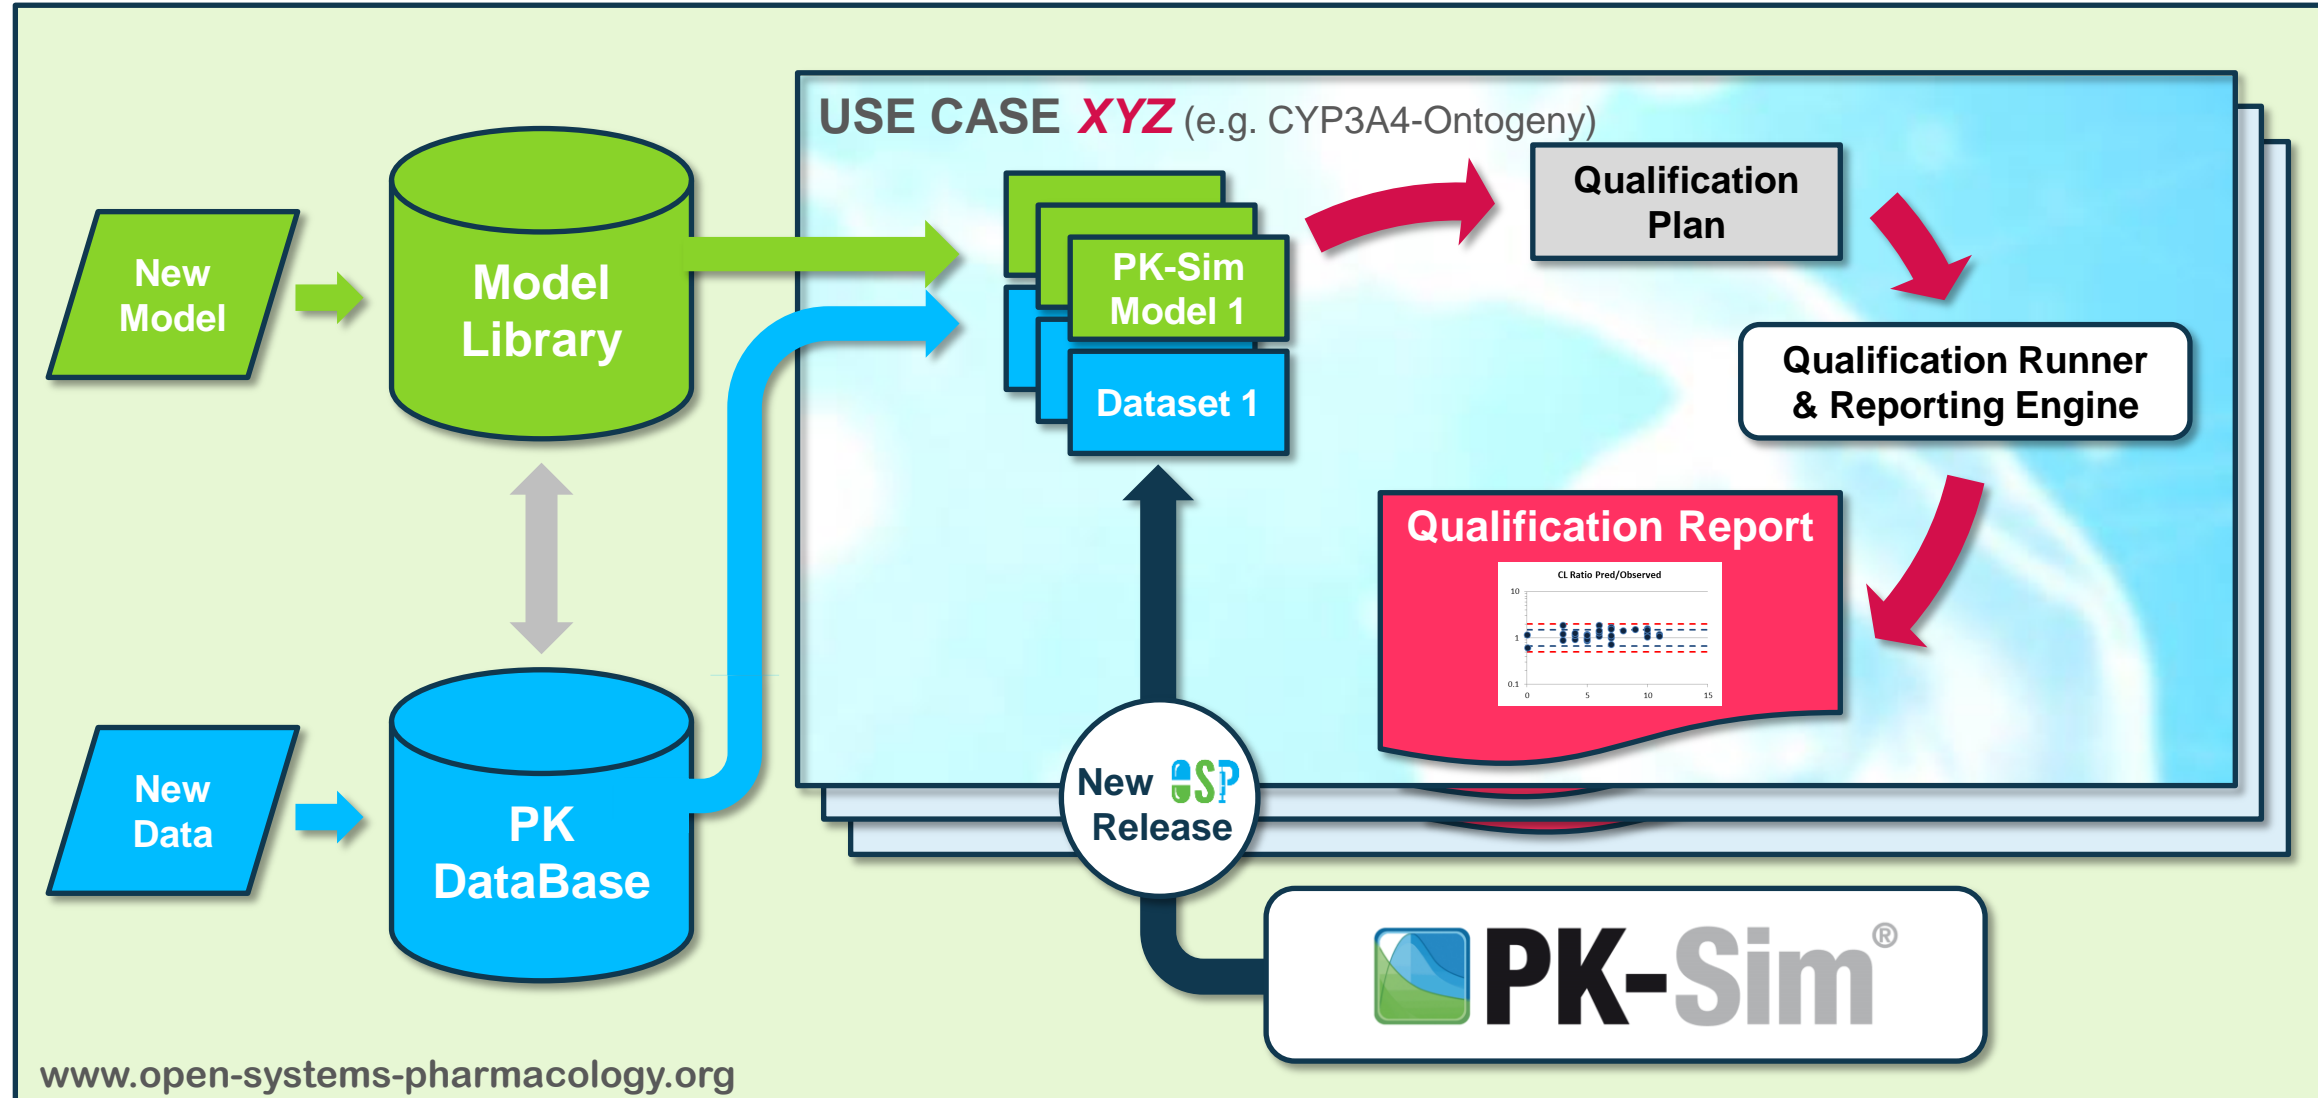 USE CASE XYZ (e.g. CYP3A4-Ontogeny)
New
Model
Model
Library
PK-Sim
Model 1
Dataset 1
Qualification
Plan
Qualification Runner
& Reporting Engine
Qualification Report
CL Ratio Pred/Observed
10
1
0.1
0
5
10
15
New
Data
PK
DataBase
New OSP
Release
PK-Sim®
www.open-systems-pharmacology.org